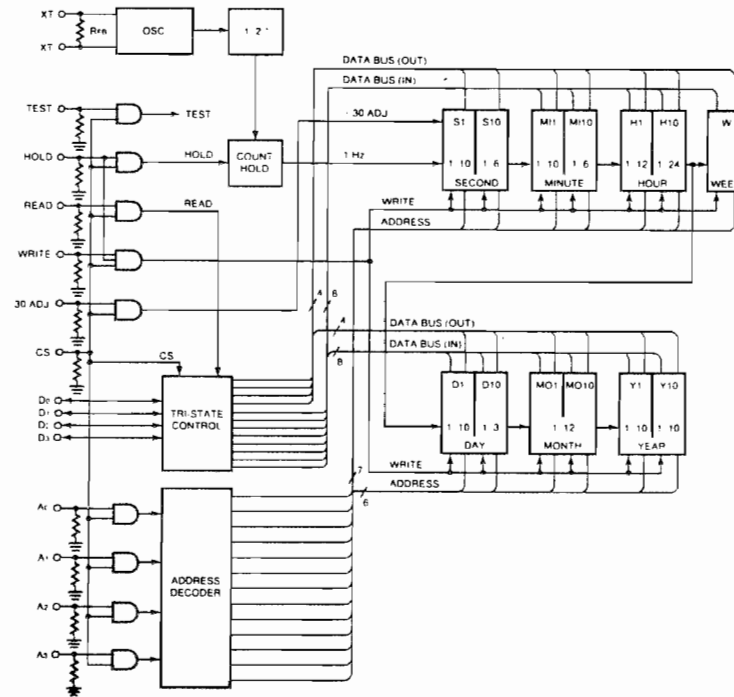 XT
RFB
OSC
1 2 1
XT
DATA BUS (OUT)
DATA BUS (IN)
TEST
TEST
30 ADJ
S1 S10
MI1 MI10
H1 H10
W
HOLD
HOLD
COUNT
HOLD
1 Hz
1 10 1 6
1 10 1 6
1 12 1 24
SECOND
MINUTE
HOUR
WEE
READ
READ
WRITE
ADDRESS
WRITE
30 ADJ
4
8
4
DATA BUS (OUT)
CS
CS
DATA BUS (IN)
8
D0
D1
D2
D3
TRI-STATE
CONTROL
D1 D10
MO1 MO10
Y1 Y10
1 10 1 3
1 12
1 10 1 10
DAY
MONTH
YEAR
WRITE
7
ADDRESS
6
A0
A1
ADDRESS
DECODER
A2
A3